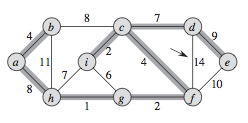 b 8 c 7 d
4 2 9
a 11 i 4 14 e
8 7 6 10
h 1 g 2 f